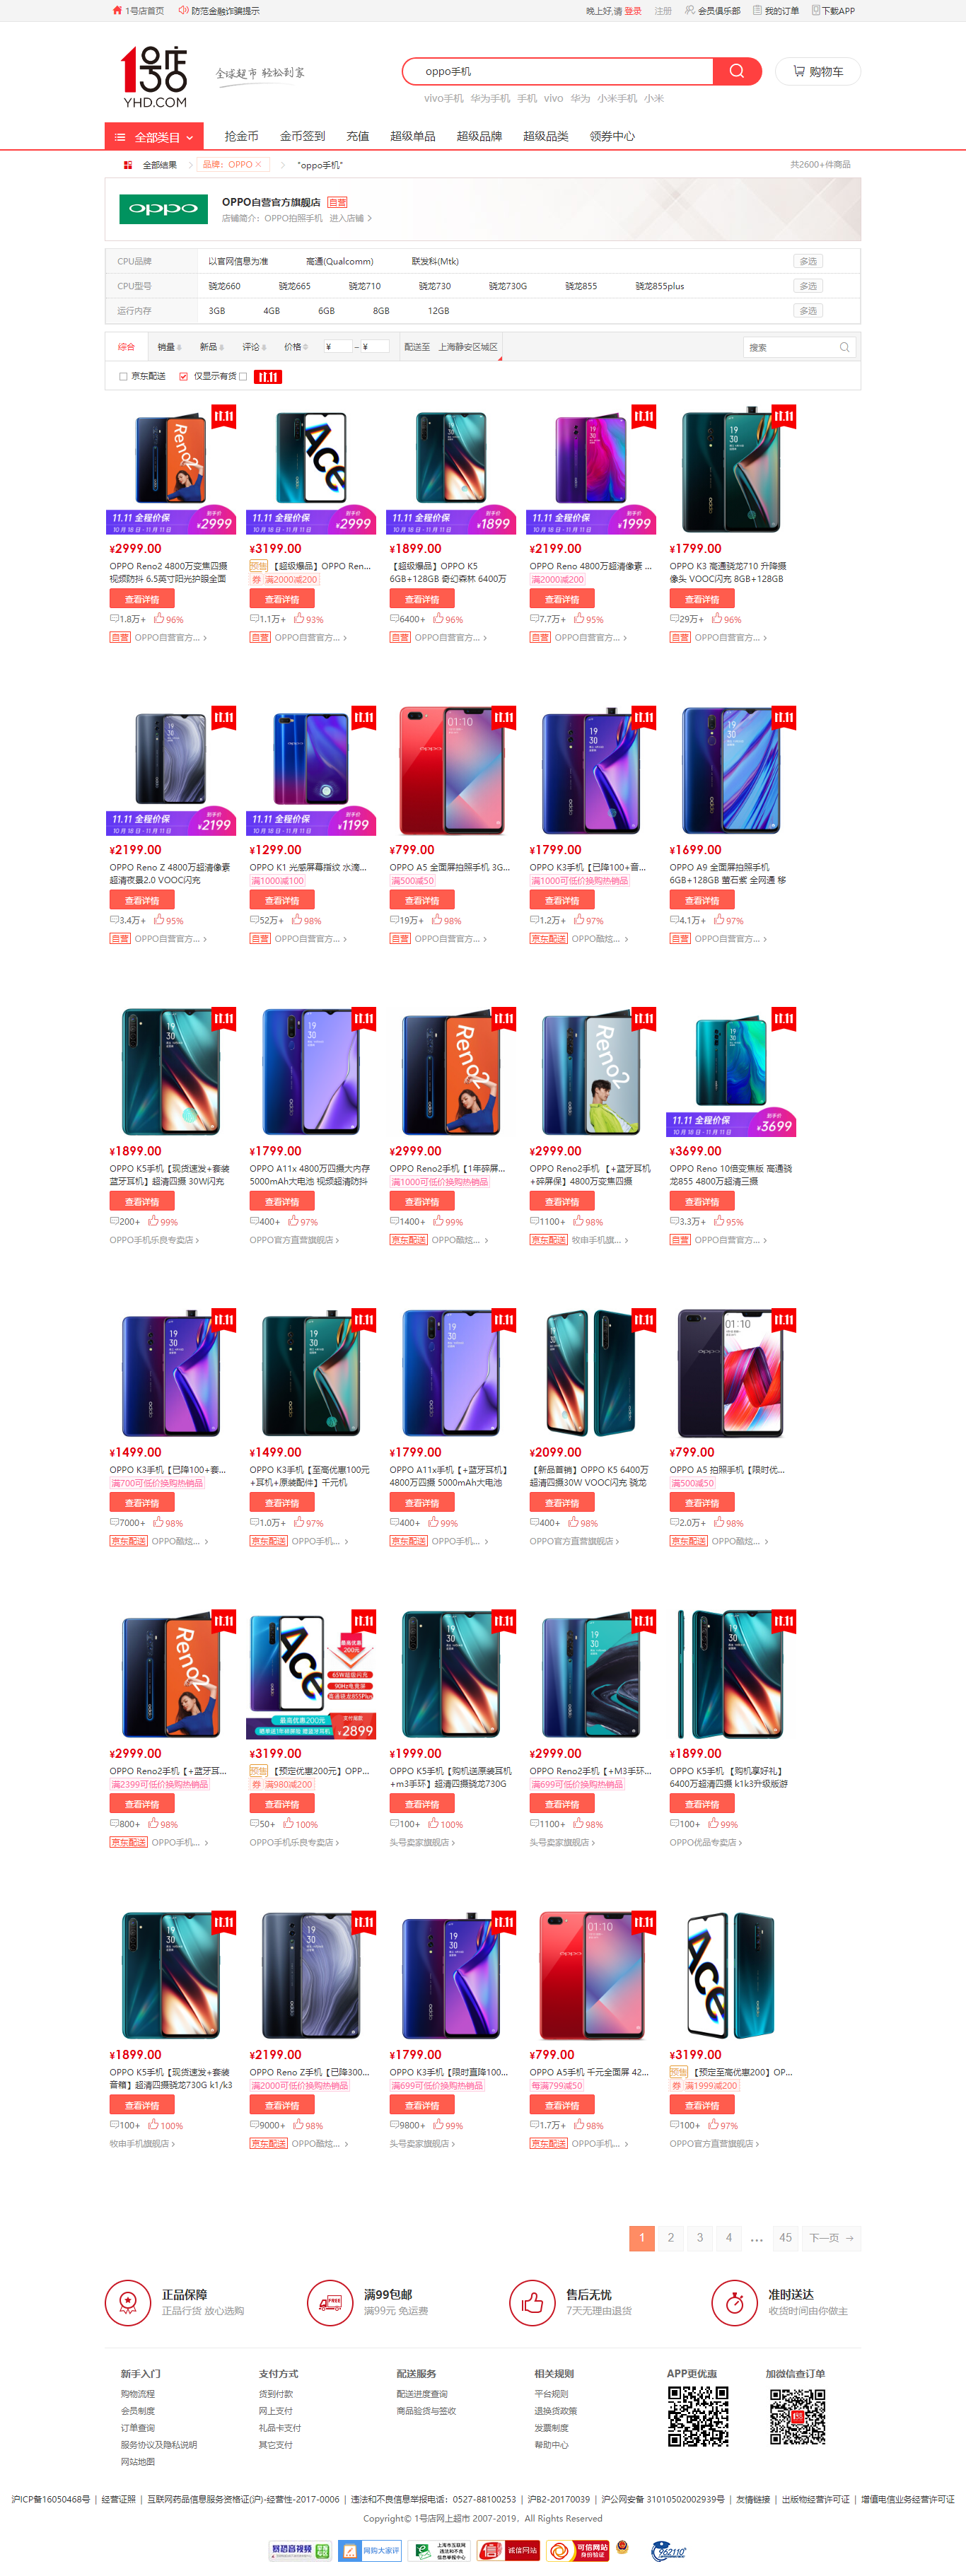 1号店首页 防范金融诈骗提示 晚上好,请 登录 注册 会员俱乐部 我的订单 下载APP
1号店
YHD.COM
全球超市 轻松到家
oppo手机
购物车
vivo手机 华为手机 手机 vivo 华为 小米手机 小米
全部类目 抢金币 金币签到 充值 超级单品 超级品牌 超级品类 领券中心
全部结果 > 品牌：OPPO × > "oppo手机" 共2600+件商品
oppo
OPPO自营官方旗舰店 自营
店铺简介：OPPO拍照手机 进入店铺 >
CPU品牌 以官网信息为准 高通(Qualcomm) 联发科(Mtk) 多选
CPU型号 骁龙660 骁龙665 骁龙710 骁龙730 骁龙730G 骁龙855 骁龙855plus 多选
运行内存 3GB 4GB 6GB 8GB 12GB 多选
综合 销量 新品 评论 价格 ¥ - ¥ 配送至 上海静安区城区 搜索
京东配送 仅显示有货 11.11
¥2999.00 ¥3199.00 ¥1899.00 ¥2199.00 ¥1799.00
OPPO Reno2 4800万变焦四摄 预售 【超级爆品】OPPO Ren... 【超级爆品】OPPO K5 OPPO Reno 4800万超清像素 ... OPPO K3 高通骁龙710 升降摄
视频防抖 6.5英寸阳光护眼全面 券 满2000减200 6GB+128GB 奇幻森林 6400万 满2000减200 像头 VOOC闪充 8GB+128GB
查看详情 查看详情 查看详情 查看详情 查看详情
1.8万+ 96% 1.1万+ 93% 6400+ 96% 7.7万+ 95% 29万+ 96%
自营 OPPO自营官方... > 自营 OPPO自营官方... > 自营 OPPO自营官方... > 自营 OPPO自营官方... > 自营 OPPO自营官方... >
¥2199.00 ¥1299.00 ¥799.00 ¥1799.00 ¥1699.00
OPPO Reno Z 4800万超清像素 OPPO K1 光感屏幕指纹 水滴... OPPO A5 全面屏拍照手机 3G... OPPO K3手机【已降100+音... OPPO A9 全面屏拍照手机
超清夜景2.0 VOOC闪充 满1000减100 满500减50 满1000可低价换购热销品 6GB+128GB 萤石紫 全网通 移
查看详情 查看详情 查看详情 查看详情 查看详情
3.4万+ 95% 52万+ 98% 19万+ 98% 1.2万+ 97% 4.1万+ 97%
自营 OPPO自营官方... > 自营 OPPO自营官方... > 自营 OPPO自营官方... > 京东配送 OPPO酷炫... > 自营 OPPO自营官方... >
¥1899.00 ¥1799.00 ¥2999.00 ¥2999.00 ¥3699.00
OPPO K5手机【现货速发+套装 OPPO A11x 4800万四摄大内存 OPPO Reno2手机【1年碎屏... OPPO Reno2手机 【+蓝牙耳机 OPPO Reno 10倍变焦版 高通骁
蓝牙耳机】超清四摄 30W闪充 5000mAh大电池 视频超清防抖 满1000可低价换购热销品 +碎屏保】4800万变焦四摄 龙855 4800万超清三摄
查看详情 查看详情 查看详情 查看详情 查看详情
200+ 99% 400+ 97% 1400+ 99% 1100+ 98% 3.3万+ 95%
OPPO手机乐良专卖店 > OPPO官方直营旗舰店 > 京东配送 OPPO酷炫... > 京东配送 牧申手机旗... > 自营 OPPO自营官方... >
¥1499.00 ¥1499.00 ¥1799.00 ¥2099.00 ¥799.00
OPPO K3手机【已降100+套... OPPO K3手机【至高优惠100元 OPPO A11x手机【+蓝牙耳机】 【新品首销】OPPO K5 6400万 OPPO A5 拍照手机【限时优...
满700可低价换购热销品 +耳机+原装配件】千元机 4800万四摄 5000mAh大电池 超清四摄30W VOOC闪充 骁龙 满500减50
查看详情 查看详情 查看详情 查看详情 查看详情
7000+ 98% 1.0万+ 97% 400+ 99% 400+ 98% 2.0万+ 98%
京东配送 OPPO酷炫... > 京东配送 OPPO手机... > 京东配送 OPPO手机... > OPPO官方直营旗舰店 > 京东配送 OPPO酷炫... >
¥2999.00 ¥3199.00 ¥1999.00 ¥2999.00 ¥1899.00
OPPO Reno2手机【+蓝牙耳... 预售 【预定优惠200元】OPP... OPPO K5手机【购机送原装耳机 OPPO Reno2手机【+M3手环... OPPO K5手机 【购机享好礼】
满2399可低价换购热销品 券 满980减200 +m3手环】超清四摄骁龙730G 满699可低价换购热销品 6400万超清四摄 k1k3升级版游
查看详情 查看详情 查看详情 查看详情 查看详情
800+ 98% 50+ 100% 100+ 100% 1100+ 98% 100+ 99%
京东配送 OPPO手机... > OPPO手机乐良专卖店 > 头号卖家旗舰店 > 头号卖家旗舰店 > OPPO优品专卖店 >
¥1899.00 ¥2199.00 ¥1799.00 ¥799.00 ¥3199.00
OPPO K5手机【现货速发+套装 OPPO Reno Z手机【已降300... OPPO K3手机【限时直降100... OPPO A5手机 千元全面屏 42... 预售 【预定至高优惠200】OP...
音箱】超清四摄骁龙730G k1/k3 满2000可低价换购热销品 满699可低价换购热销品 每满799减50 券 满1999减200
查看详情 查看详情 查看详情 查看详情 查看详情
100+ 100% 9000+ 98% 9800+ 99% 1.7万+ 98% 100+ 97%
牧申手机旗舰店 > 京东配送 OPPO酷炫... > 头号卖家旗舰店 > 京东配送 OPPO手机... > OPPO官方直营旗舰店 >
1 2 3 4 ... 45 下一页 →
正品保障 满99包邮 售后无忧 准时送达
正品行货 放心选购 满99元 免运费 7天无理由退货 收货时间由你做主
新手入门 支付方式 配送服务 相关规则 APP更优惠 加微信查订单
购物流程 货到付款 配送进度查询 平台规则
会员制度 网上支付 商品验货与签收 退换货政策
订单查询 礼品卡支付 发票制度
服务协议及隐私说明 其它支付 帮助中心
网站地图
沪ICP备16050468号 | 经营证照 | 互联网药品信息服务资格证(沪)-经营性-2017-0006 | 违法和不良信息举报电话：0527-88100253 | 沪B2-20170039 | 沪公网安备 31010502002939号 | 友情链接 | 出版物经营许可证 | 增值电信业务经营许可证
Copyright© 1号店网上超市 2007-2019，All Rights Reserved